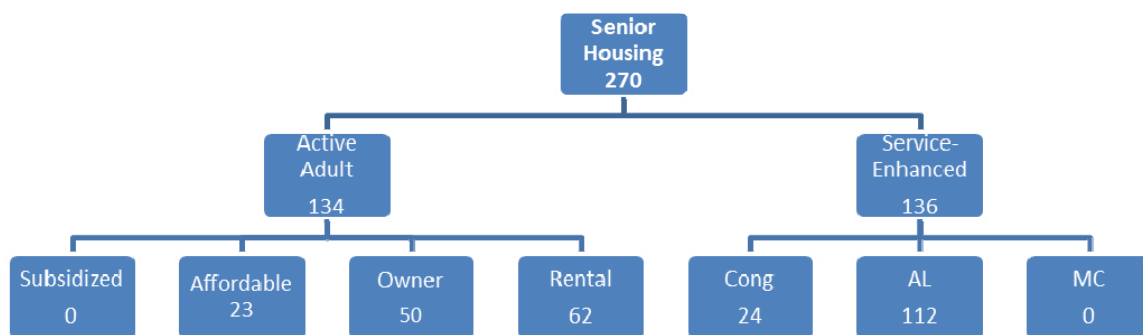 Senior
Housing
270
Active
Adult
134
Service-
Enhanced
136
Subsidized
0
Affordable
23
Owner
50
Rental
62
Cong
24
AL
112
MC
0